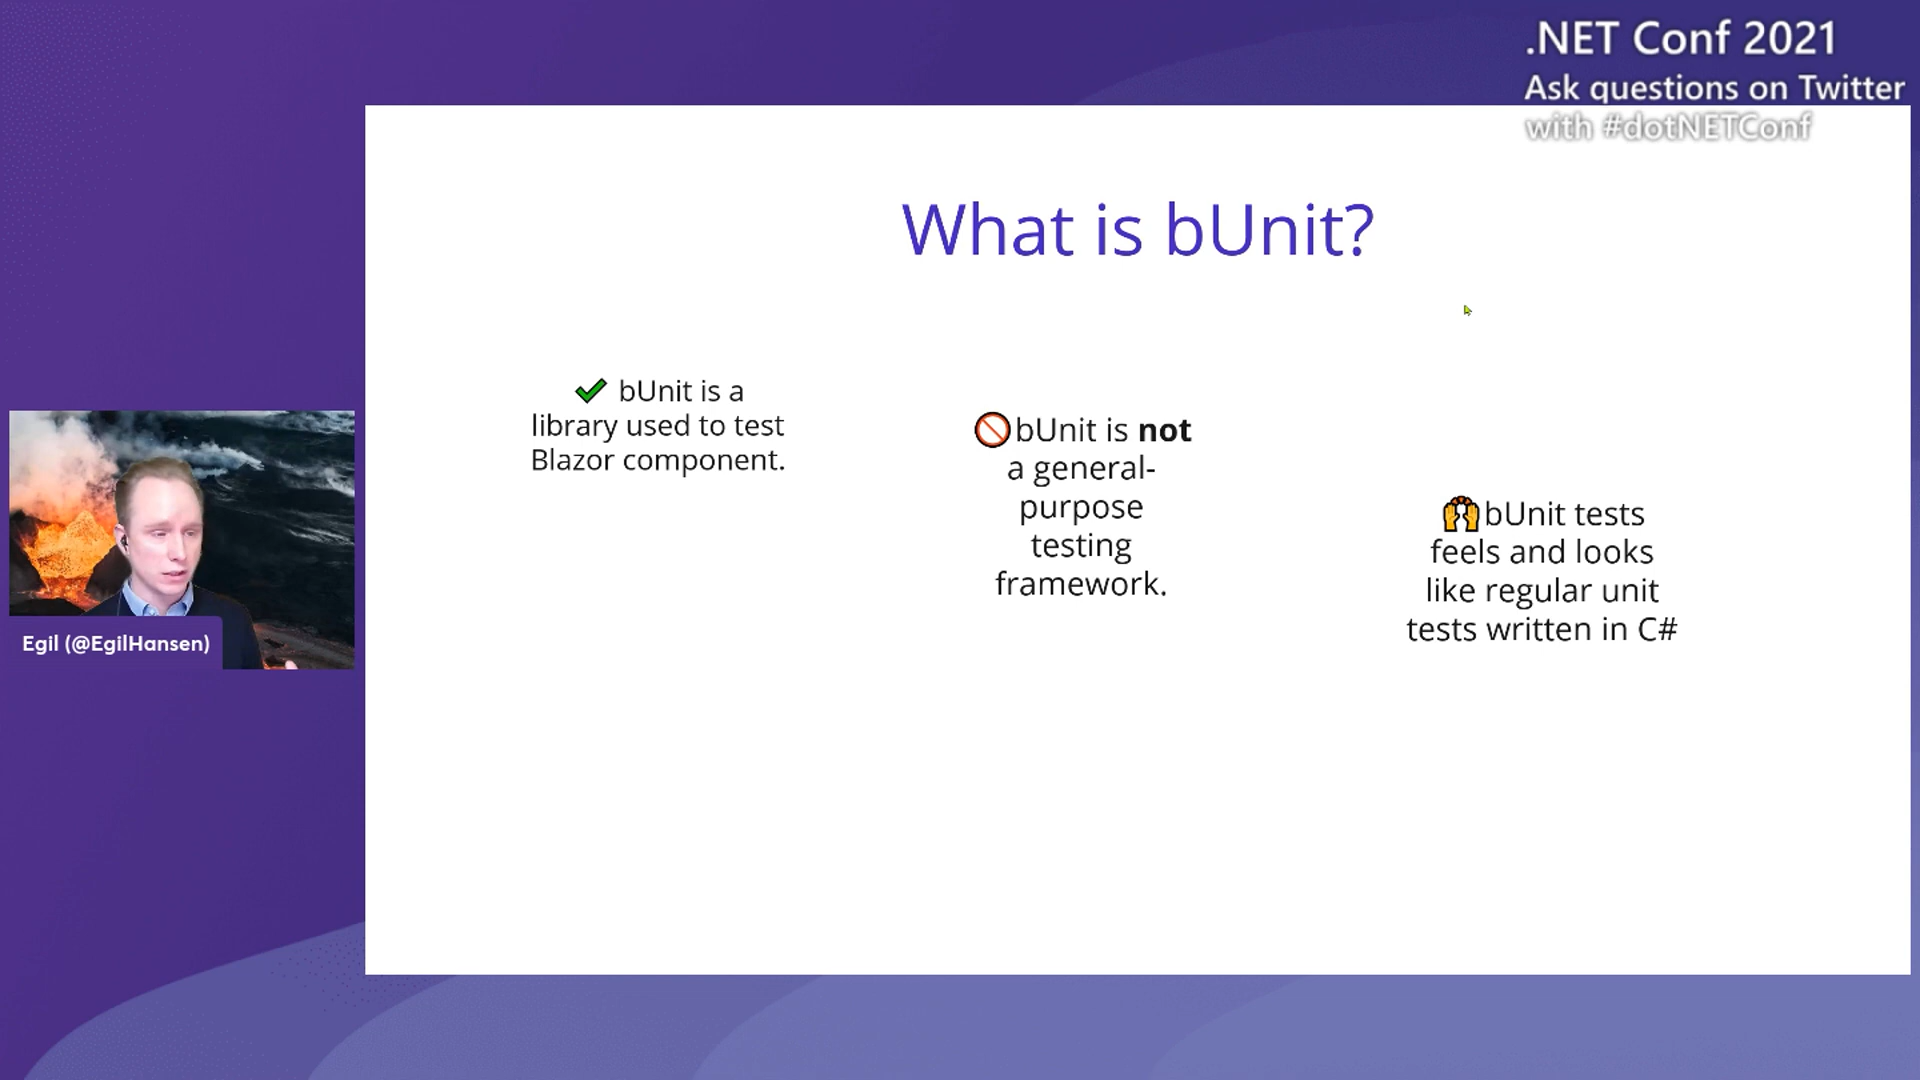 .NET Conf 2021
Ask questions on Twitter
with #dotNETConf
What is bUnit?
✔ bUnit is a
library used to test
Blazor component.
🚫bUnit is not
a general-
purpose
testing
framework.
🙌bUnit tests
feels and looks
like regular unit
tests written in C#
Egil (@EgilHansen)